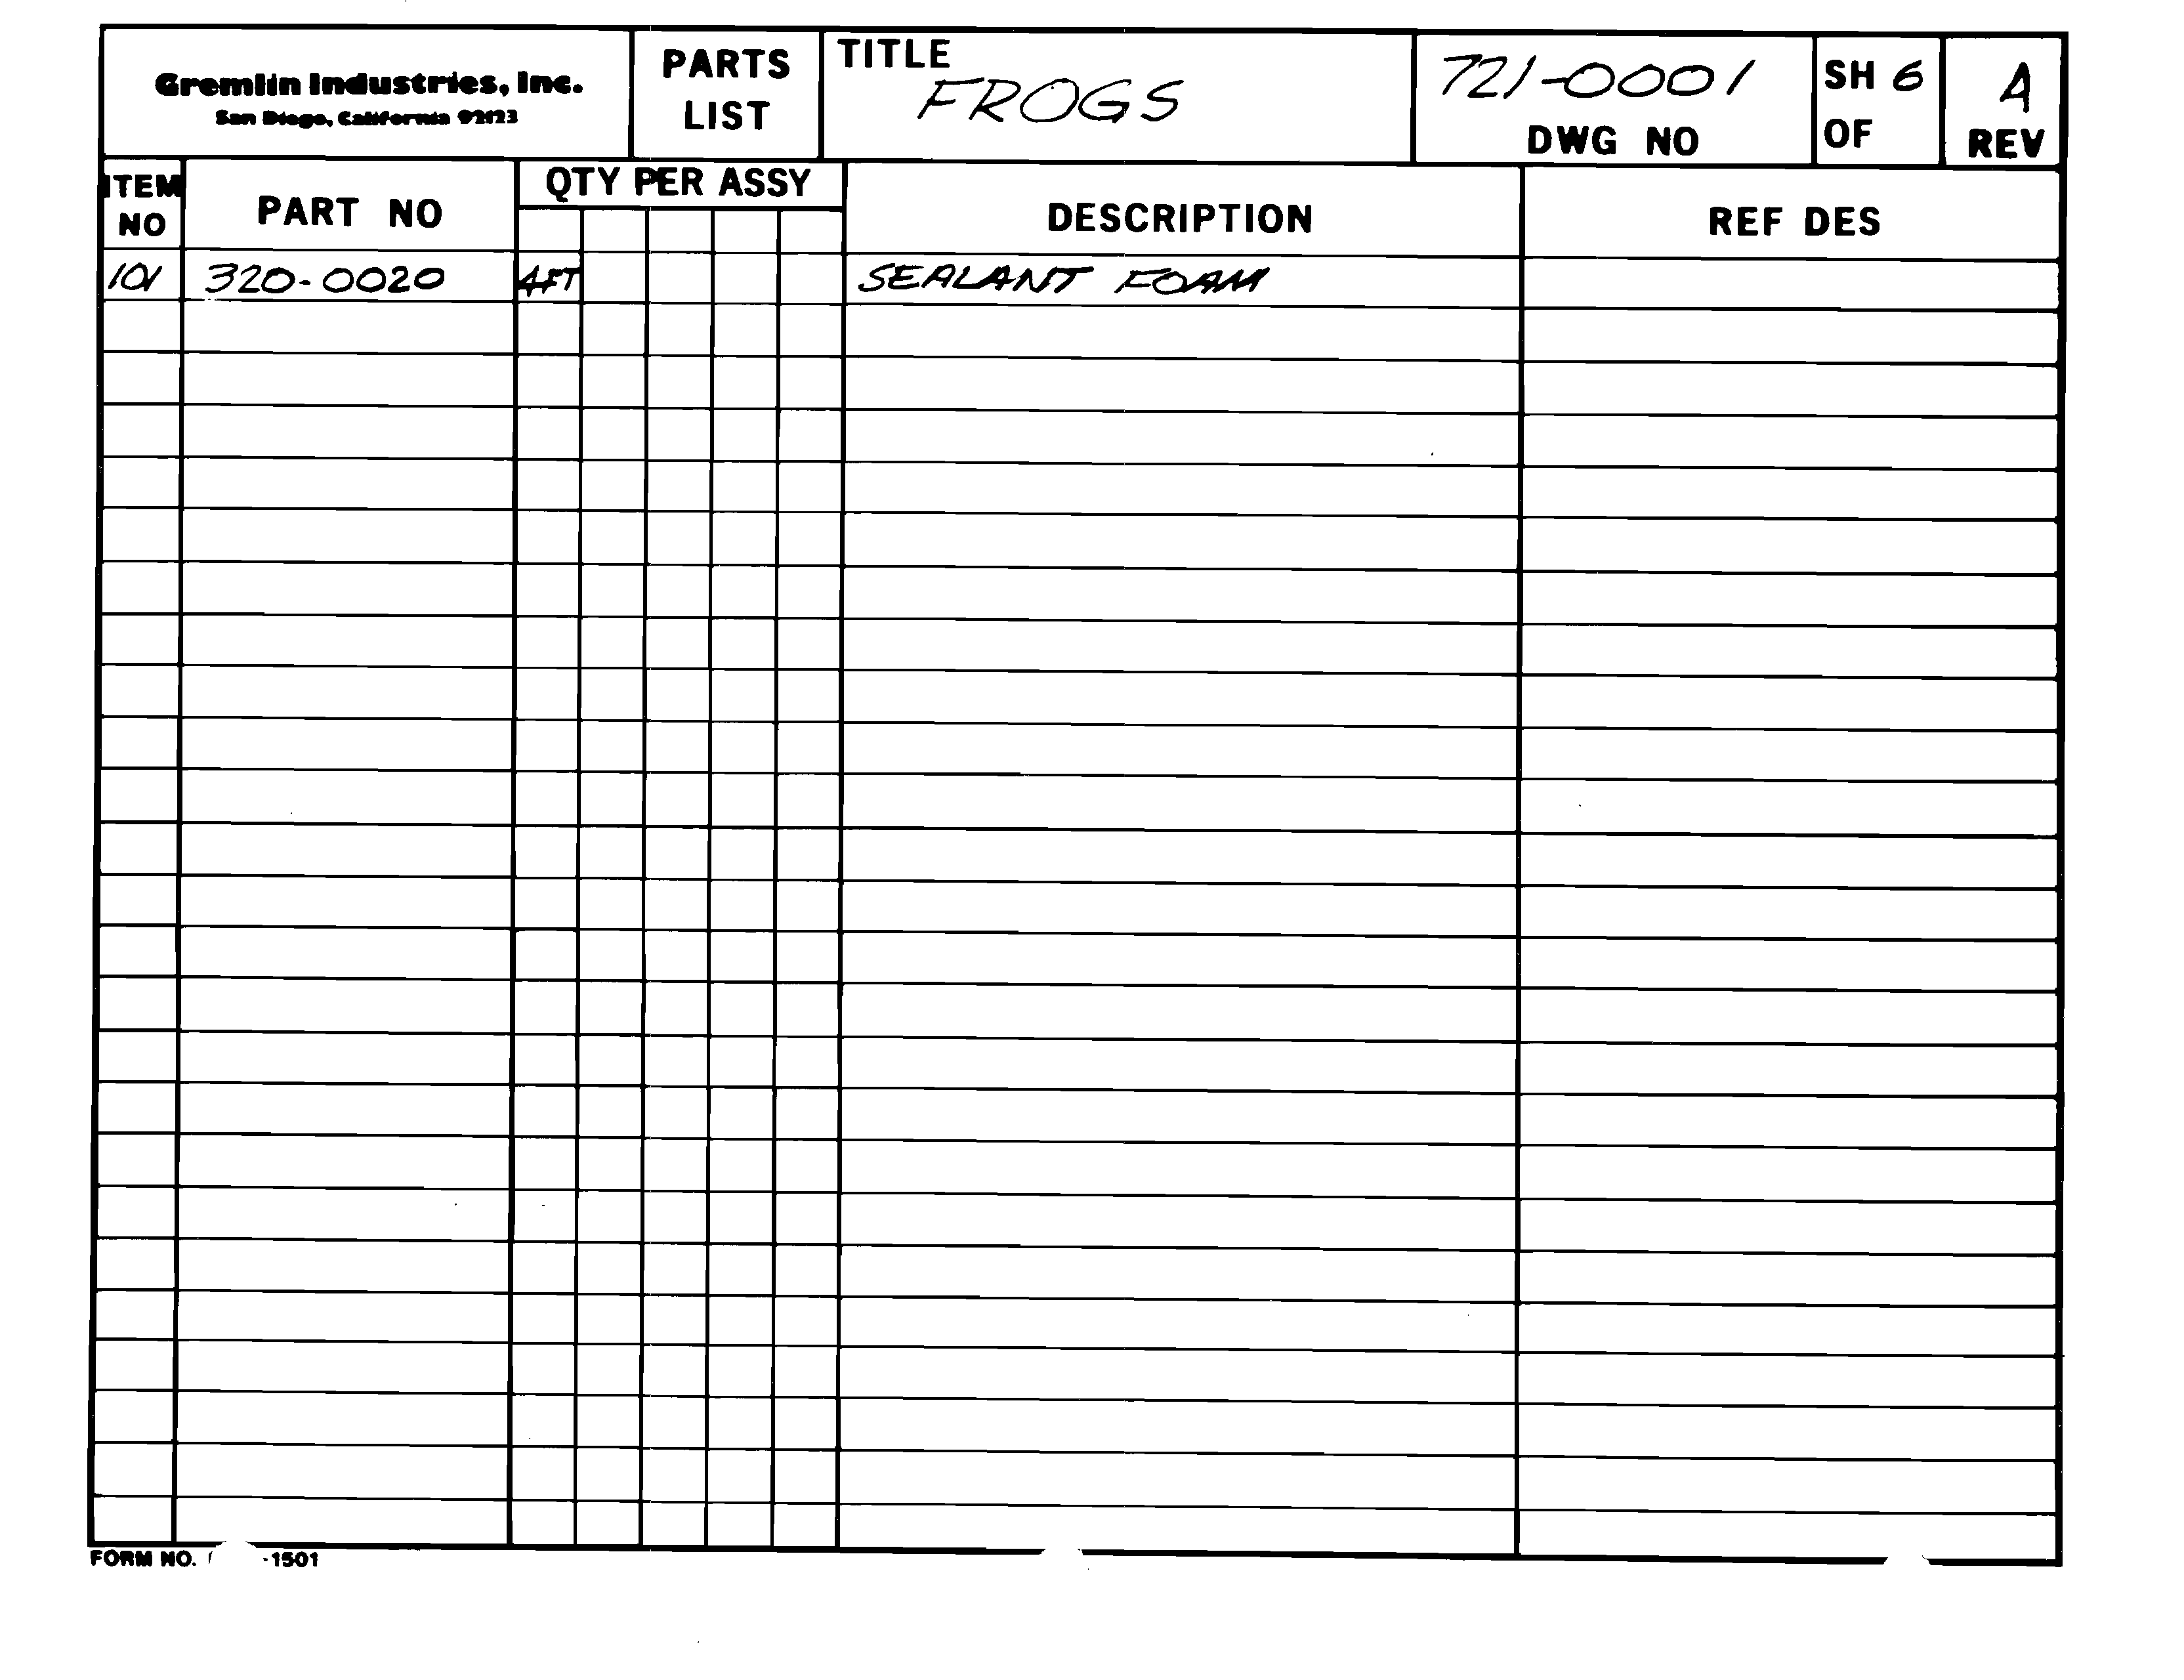 Gremlin Industries, Inc.
San Diego, California 92123
PARTS
LIST
TITLE
FROGS
721-0001
DWG NO
SH 6
OF
A
REV
ITEM
NO
PART NO
QTY PER ASSY
DESCRIPTION
REF DES
101 320-0020 4FT SEALANT FOAM
FORM NO. -1501